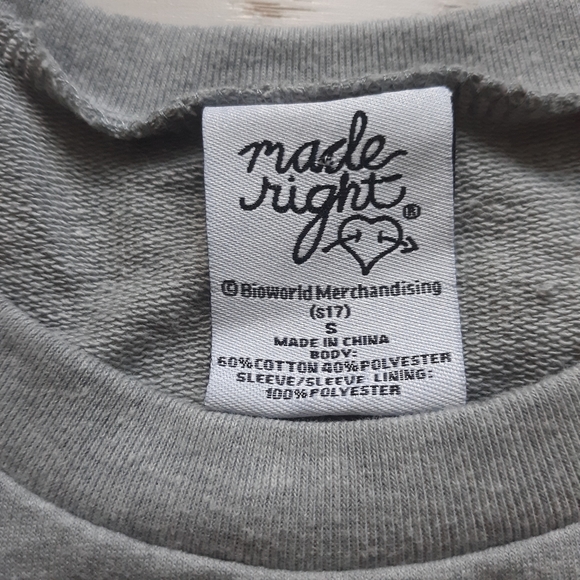 made
right®
© Bioworld Merchandising
(S17)
S
MADE IN CHINA
BODY:
60%COTTON 40%POLYESTER
SLEEVE/SLEEVE LINING:
100%POLYESTER